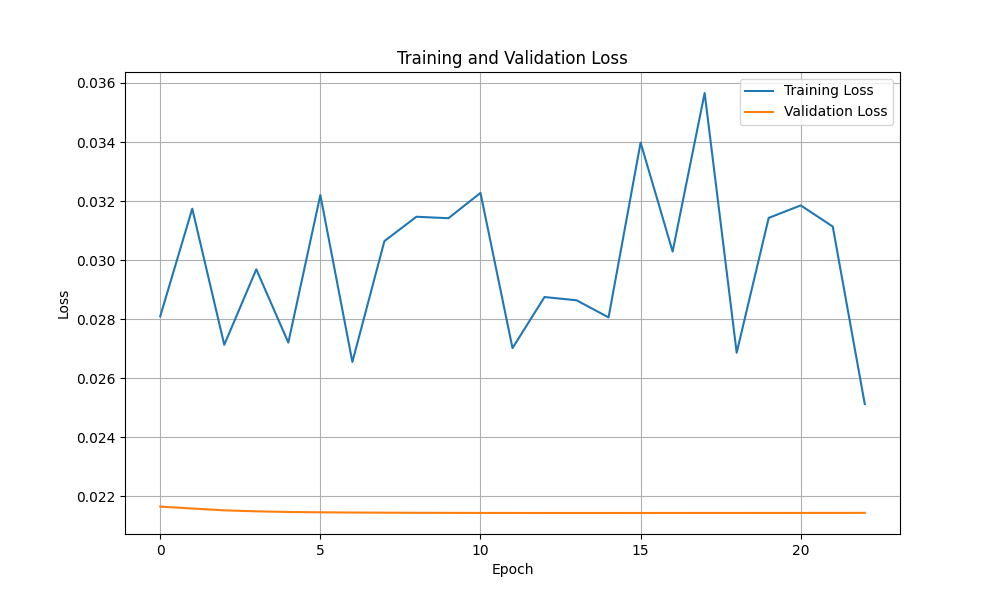 Training and Validation Loss
0.036
Training Loss
Validation Loss
0.034
0.032
0.030
Loss
0.028
0.026
0.024
0.022
0 5 10 15 20
Epoch